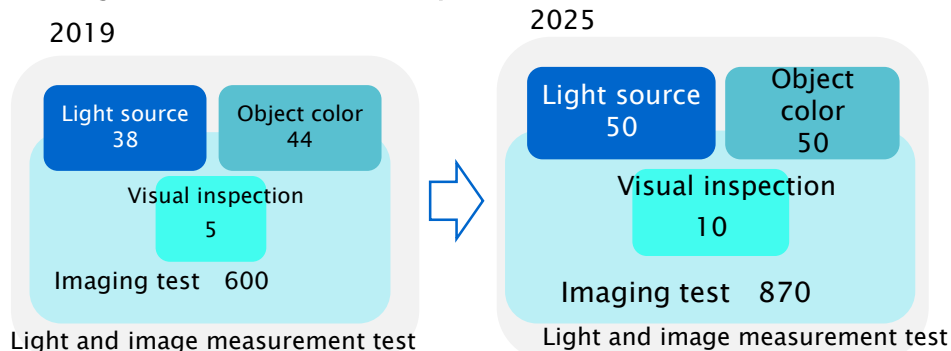 2019
Light source
38
Object color
44
Visual inspection
5
Imaging test 600
Light and image measurement test
2025
Light source
50
Object
color
50
Visual inspection
10
Imaging test 870
Light and image measurement test